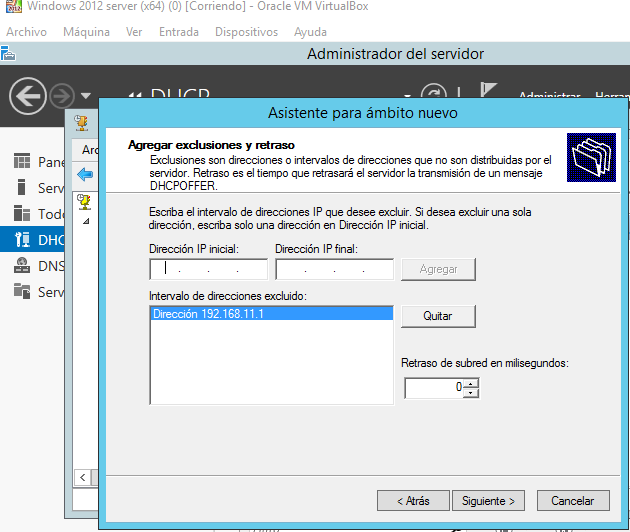 Windows 2012 server (x64) (0) [Corriendo] - Oracle VM VirtualBox
Archivo Máquina Ver Entrada Dispositivos Ayuda
Administrador del servidor
DHCP
Administrar Herran
Asistente para ámbito nuevo
Arc
Agregar exclusiones y retraso
Exclusiones son direcciones o intervalos de direcciones que no son distribuidas por el
servidor. Retraso es el tiempo que retrasará el servidor la transmisión de un mensaje
DHCPOFFER.
Pane
Serv
Todo
DHC
DNS
Serv
Escriba el intervalo de direcciones IP que desee excluir. Si desea excluir una sola
dirección, escriba solo una dirección en Dirección IP inicial.
Dirección IP inicial: Dirección IP final:
. . . . . . Agregar
Intervalo de direcciones excluido:
Dirección 192.168.11.1 Quitar
Retraso de subred en milisegundos:
0
< Atrás Siguiente > Cancelar